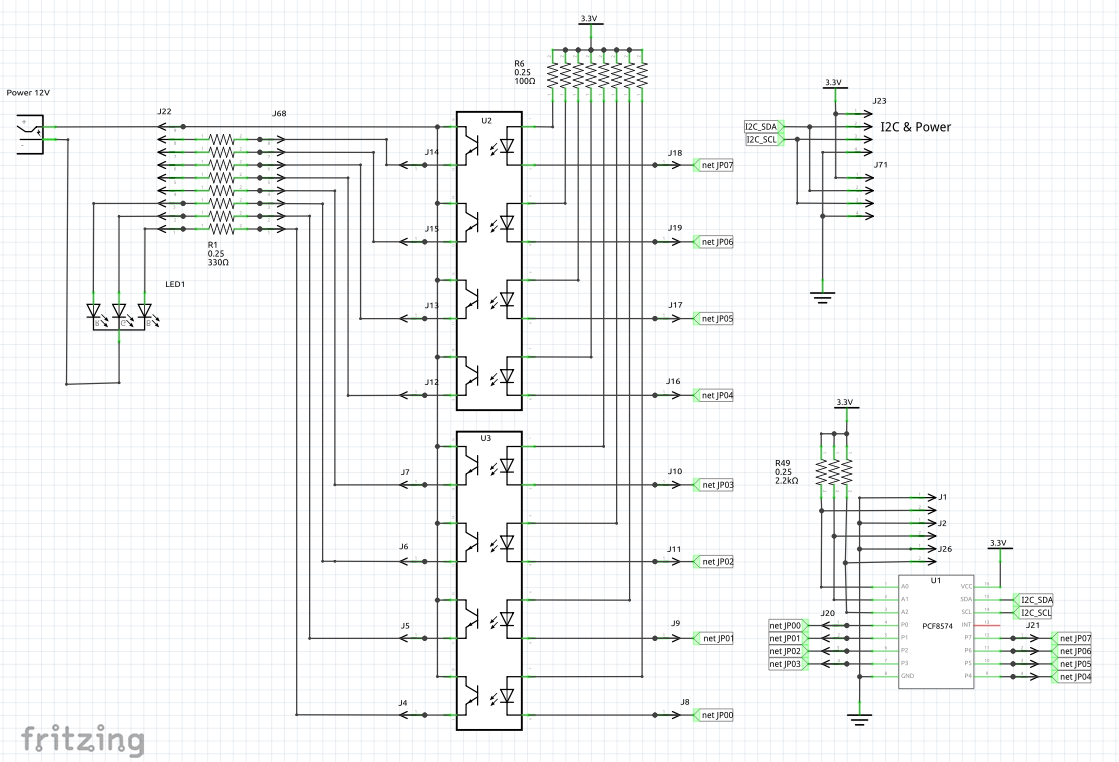 3.3V
R6
0.25
100Ω
Power 12V
J22
J68
R1
0.25
330Ω
LED1
U2
J14
J15
J13
J12
J18
net JP07
J19
net JP06
J17
net JP05
J16
net JP04
U3
J7
J6
J5
J4
J10
net JP03
J11
net JP02
J9
net JP01
J8
net JP00
3.3V
J23
I2C_SDA
I2C_SCL
I2C & Power
J71
3.3V
R49
0.25
2.2kΩ
J1
J2
J26
3.3V
U1
PCF8574
A0
A1
A2
P0
P1
P2
P3
GND
VCC
SDA
SCL
INT
P7
P6
P5
P4
I2C_SDA
I2C_SCL
J20
net JP00
net JP01
net JP02
net JP03
J21
net JP07
net JP06
net JP05
net JP04
fritzing